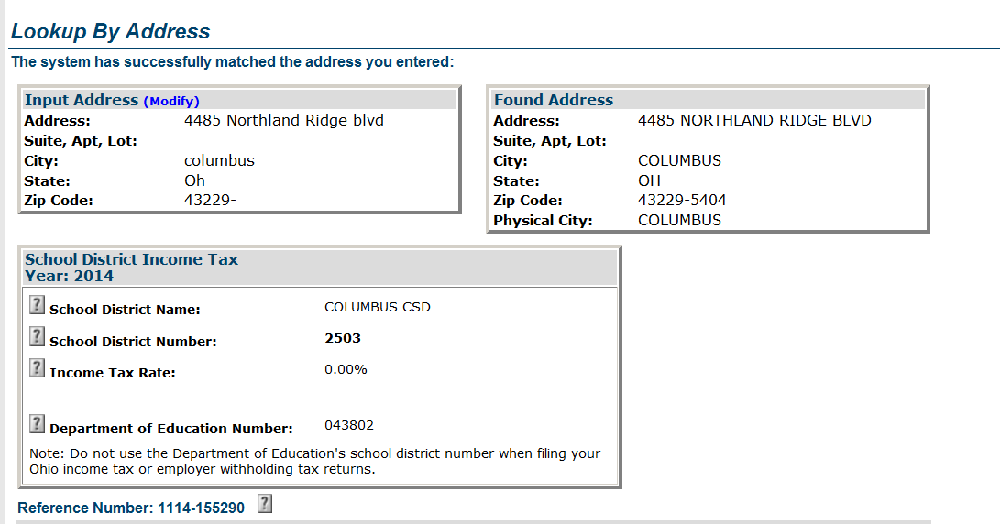 Lookup By Address
The system has successfully matched the address you entered:
Input Address (Modify)
Address: 4485 Northland Ridge blvd
Suite, Apt, Lot:
City: columbus
State: Oh
Zip Code: 43229-
Found Address
Address: 4485 NORTHLAND RIDGE BLVD
Suite, Apt, Lot:
City: COLUMBUS
State: OH
Zip Code: 43229-5404
Physical City: COLUMBUS
School District Income Tax
Year: 2014
? School District Name: COLUMBUS CSD
? School District Number: 2503
? Income Tax Rate: 0.00%
? Department of Education Number: 043802
Note: Do not use the Department of Education's school district number when filing your
Ohio income tax or employer withholding tax returns.
Reference Number: 1114-155290 ?